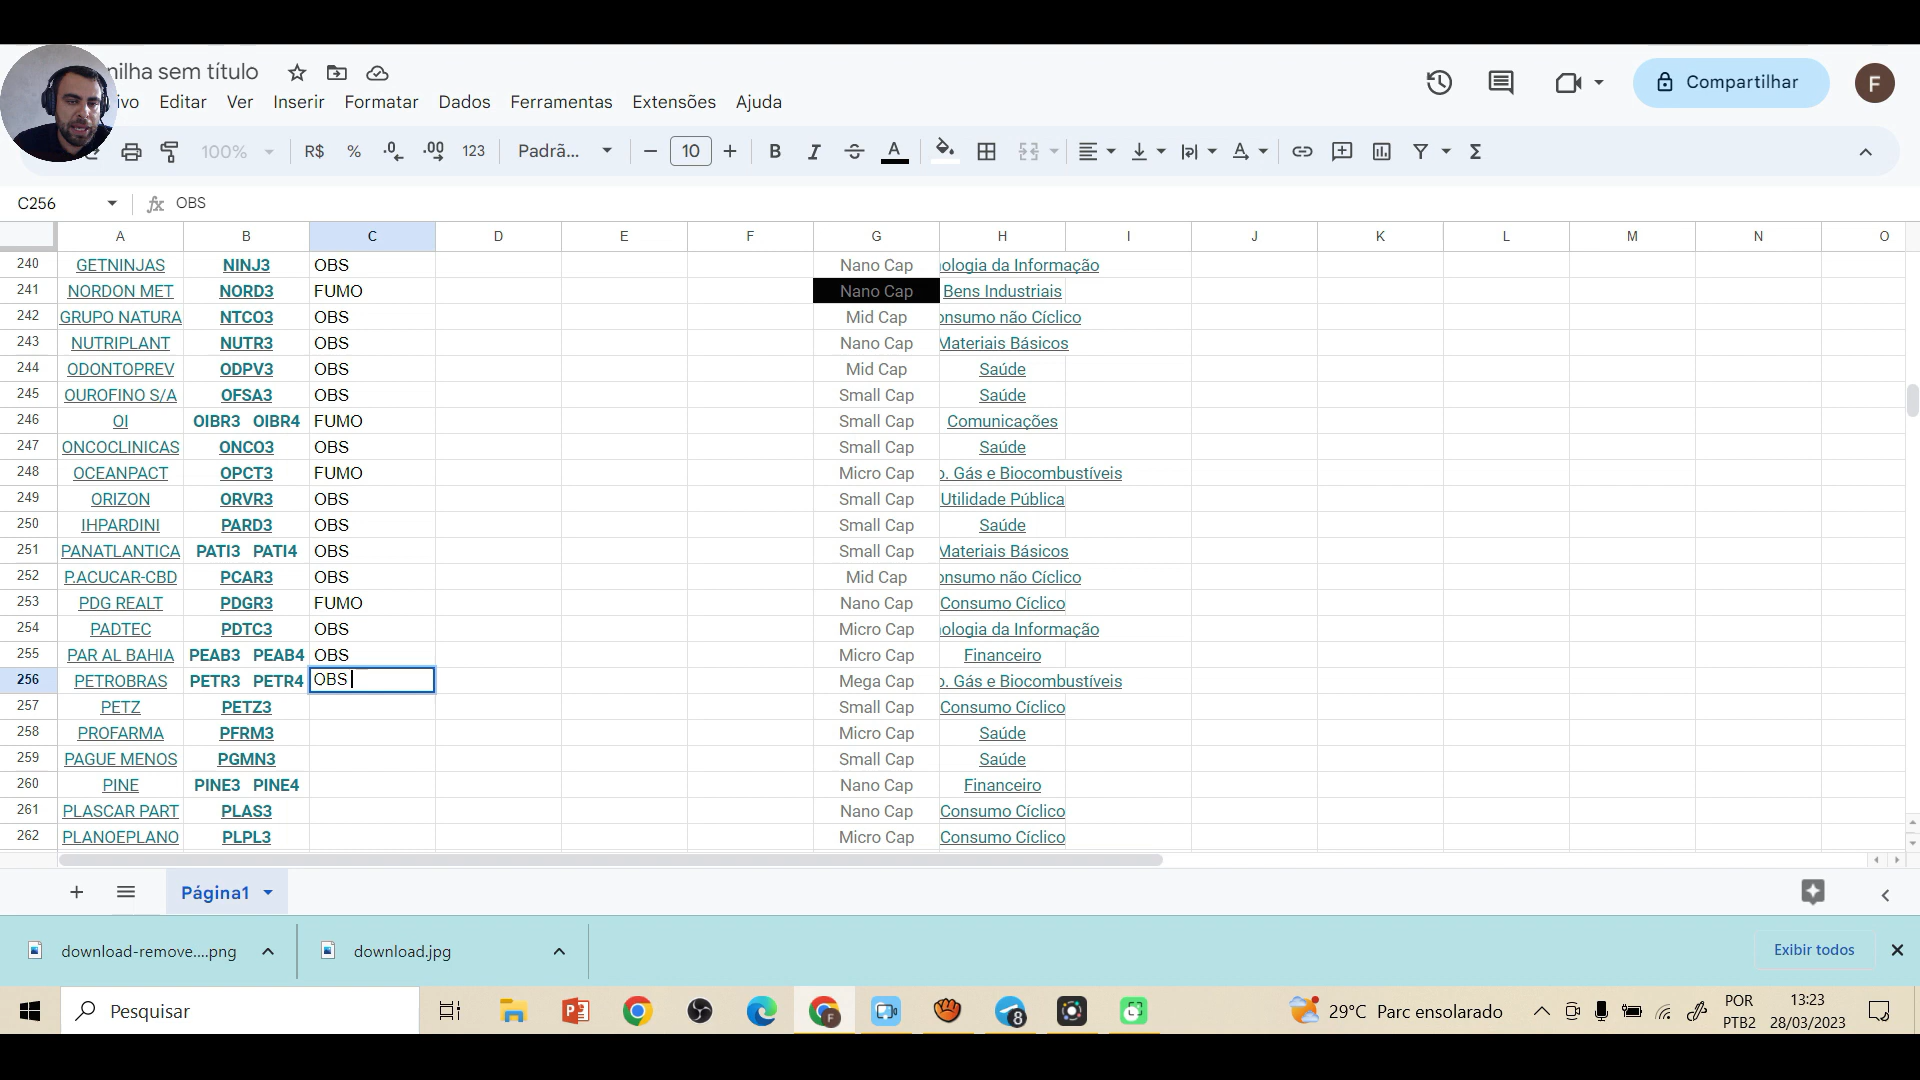 nilha sem título
ivo Editar Ver Inserir Formatar Dados Ferramentas Extensões Ajuda
Compartilhar
F
100% R$ % .0 .00 123 Padrã... 10 B I A Σ
C256 fx OBS
A B C D E F G H I J K L M N O
240 GETNINJAS NINJ3 OBS Nano Cap ologia da Informação
241 NORDON MET NORD3 FUMO Nano Cap Bens Industriais
242 GRUPO NATURA NTCO3 OBS Mid Cap onsumo não Cíclico
243 NUTRIPLANT NUTR3 OBS Nano Cap Materiais Básicos
244 ODONTOPREV ODPV3 OBS Mid Cap Saúde
245 OUROFINO S/A OFSA3 OBS Small Cap Saúde
246 OI OIBR3 OIBR4 FUMO Small Cap Comunicações
247 ONCOCLINICAS ONCO3 OBS Small Cap Saúde
248 OCEANPACT OPCT3 FUMO Micro Cap o. Gás e Biocombustíveis
249 ORIZON ORVR3 OBS Small Cap Utilidade Pública
250 IHPARDINI PARD3 OBS Small Cap Saúde
251 PANATLANTICA PATI3 PATI4 OBS Small Cap Materiais Básicos
252 P.ACUCAR-CBD PCAR3 OBS Mid Cap onsumo não Cíclico
253 PDG REALT PDGR3 FUMO Nano Cap Consumo Cíclico
254 PADTEC PDTC3 OBS Micro Cap nologia da Informação
255 PAR AL BAHIA PEAB3 PEAB4 OBS Micro Cap Financeiro
256 PETROBRAS PETR3 PETR4 OBS Mega Cap o. Gás e Biocombustíveis
257 PETZ PETZ3 Small Cap Consumo Cíclico
258 PROFARMA PFRM3 Micro Cap Saúde
259 PAGUE MENOS PGMN3 Small Cap Saúde
260 PINE PINE3 PINE4 Nano Cap Financeiro
261 PLASCAR PART PLAS3 Nano Cap Consumo Cíclico
262 PLANOEPLANO PLPL3 Micro Cap Consumo Cíclico
Página1
download-remove....png download.jpg Exibir todos
Pesquisar 8 29°C Parc ensolarado POR 13:23
PTB2 28/03/2023